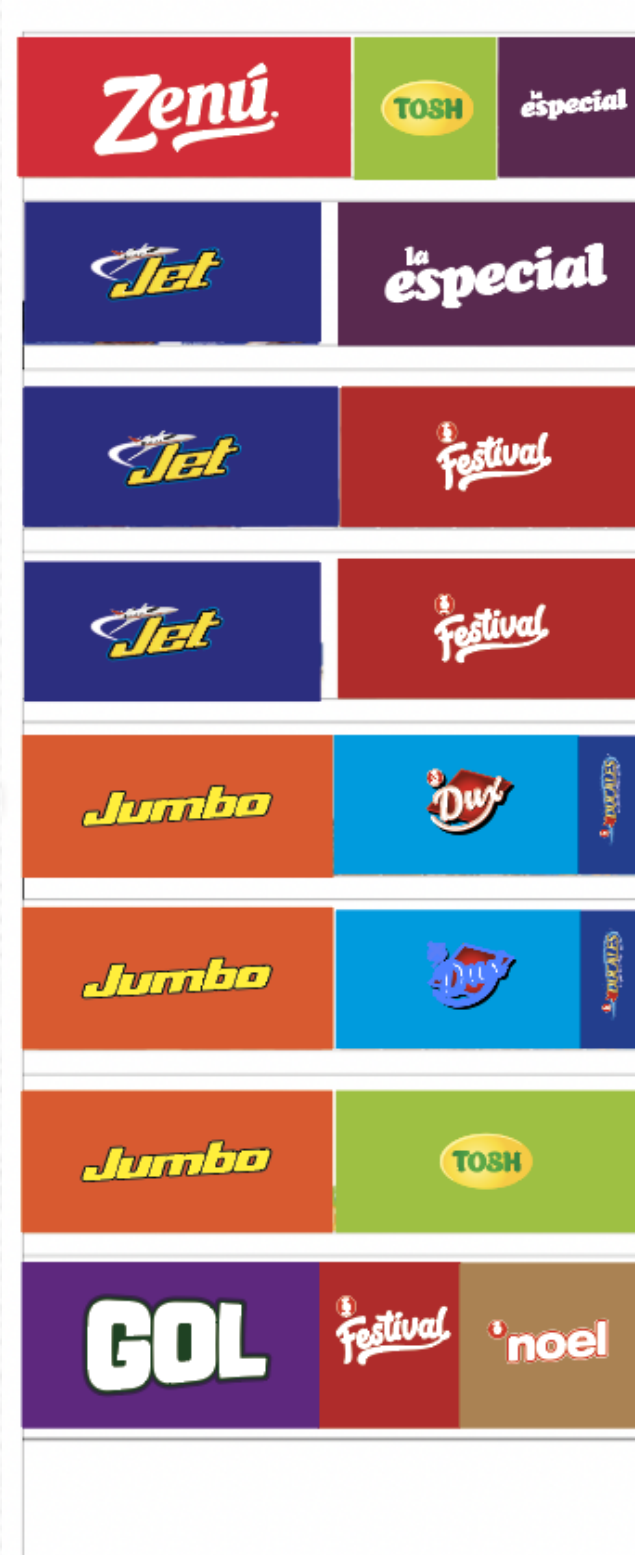 Zenú TOSH la especial
Jet la especial
Jet Festival
Jet Festival
Jumbo Dux
Jumbo Dux
Jumbo TOSH
GOL Festival noel